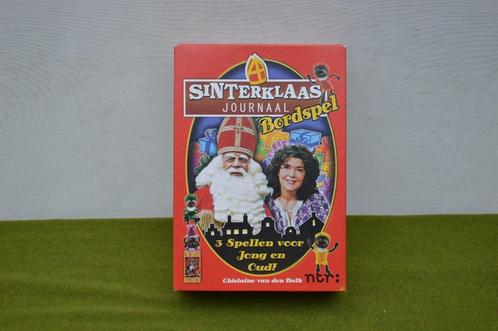 SINTERKLAAS
JOURNAAL
Bordspel
3 Spellen voor
Jong en
Oud!
Ghislaine van den Bulk
ntr: